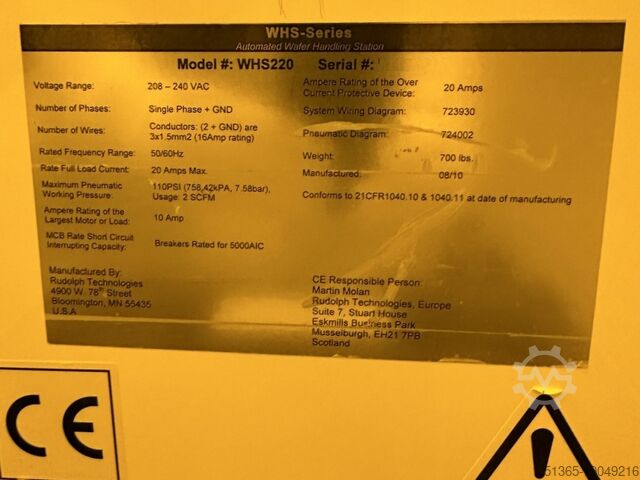 WHS-Series
Automated Wafer Handling Station
Model #: WHS220 Serial #:
Voltage Range: 208 – 240 VAC
Number of Phases: Single Phase + GND
Number of Wires: Conductors: (2 + GND) are
3x1.5mm2 (16Amp rating)
Rated Frequency Range: 50/60Hz
Rate Full Load Current: 20 Amps Max.
Maximum Pneumatic
Working Pressure: 110PSI (758,42kPA, 7.58bar),
Usage: 2 SCFM
Ampere Rating of the
Largest Motor or Load: 10 Amp
MCB Rate Short Circuit
Interrupting Capacity: Breakers Rated for 5000AIC
Ampere Rating of the Over
Current Protective Device: 20 Amps
System Wiring Diagram: 723930
Pneumatic Diagram: 724002
Weight: 700 lbs.
Manufactured: 08/10
Conforms to 21CFR1040.10 & 1040.11 at date of manufacturing
Manufactured By:
Rudolph Technologies
4900 W. 78th Street
Bloomington, MN 55435
U.S.A
CE Responsible Person:
Martin Molan
Rudolph Technologies, Europe
Suite 7, Stuart House
Eskmills Business Park
Musselburgh, EH21 7PB
Scotland
CE